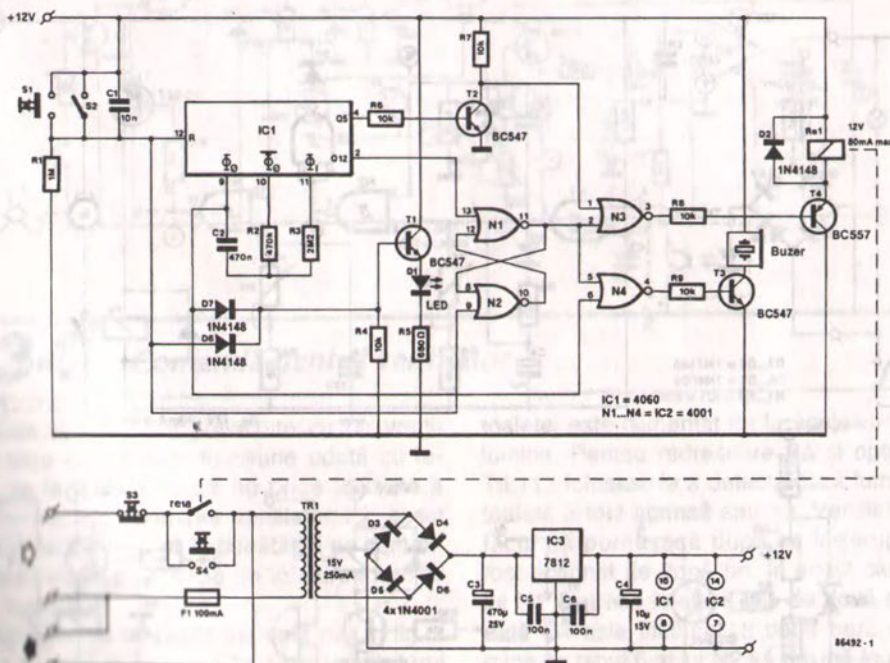 +12V
S1
S2
C1
10n
R1
1M
12
R
IC1
Q5
4
Q12
2
9
10
11
C2
470n
R2
470k
R3
2M2
D7
1N4148
D8
1N4148
R4
10k
R5
680Ω
R6
10k
R7
10k
T2
BC547
T1
BC547
D1
LED
13
12
N1
11
8
9
N2
10
1
2
N3
3
5
6
N4
4
R8
10k
R9
10k
Buzer
T3
BC547
D2
1N4148
Re1
12V
80mA max
T4
BC557
IC1 = 4060
N1...N4 = IC2 = 4001
S3
F1 100mA
TR1
15V
250mA
D3
D4
D5
D6
4x1N4001
IC3
7812
C3
470µ
25V
C5
100n
100n
C4
10µ
15V
+12V
IC1
8
14
IC2
7
86492 - 1